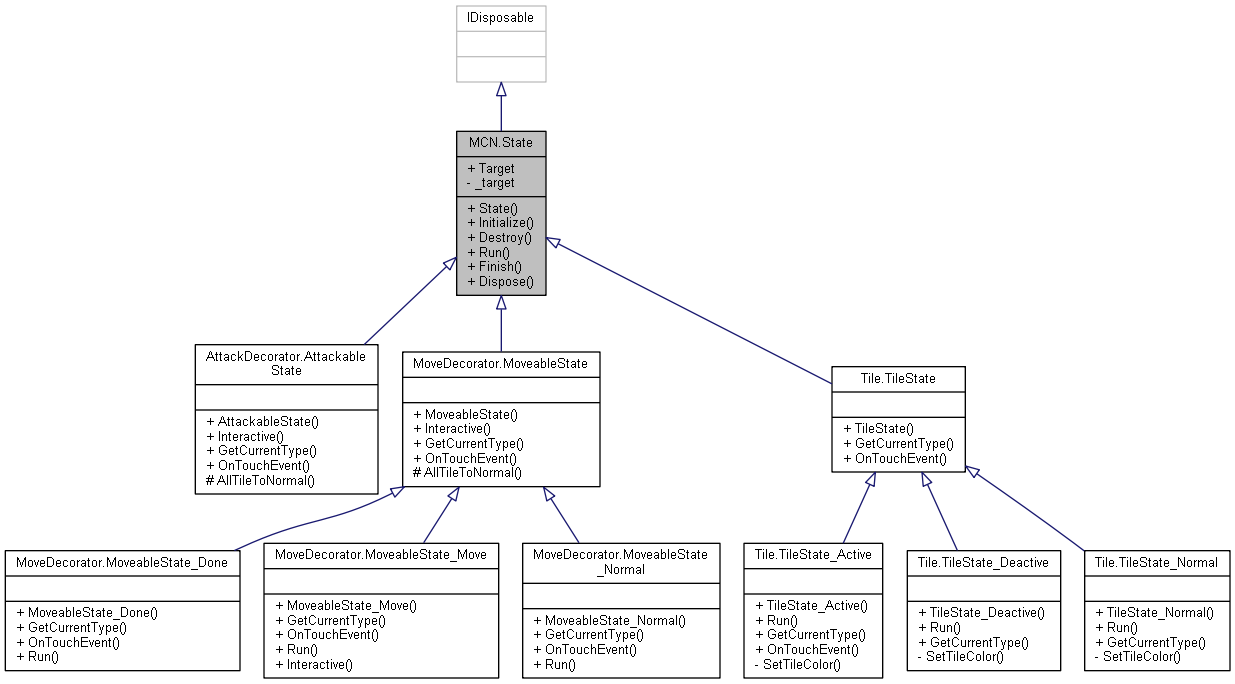 IDisposable
MCN.State
+ Target
- _target
+ State()
+ Initialize()
+ Destroy()
+ Run()
+ Finish()
+ Dispose()
AttackDecorator.Attackable
State
+ AttackableState()
+ Interactive()
+ GetCurrentType()
+ OnTouchEvent()
# AllTileToNormal()
MoveDecorator.MoveableState
+ MoveableState()
+ Interactive()
+ GetCurrentType()
+ OnTouchEvent()
# AllTileToNormal()
Tile.TileState
+ TileState()
+ GetCurrentType()
+ OnTouchEvent()
MoveDecorator.MoveableState_Done
+ MoveableState_Done()
+ GetCurrentType()
+ OnTouchEvent()
+ Run()
MoveDecorator.MoveableState_Move
+ MoveableState_Move()
+ GetCurrentType()
+ OnTouchEvent()
+ Run()
+ Interactive()
MoveDecorator.MoveableState
_Normal
+ MoveableState_Normal()
+ GetCurrentType()
+ OnTouchEvent()
+ Run()
Tile.TileState_Active
+ TileState_Active()
+ Run()
+ GetCurrentType()
+ OnTouchEvent()
- SetTileColor()
Tile.TileState_Deactive
+ TileState_Deactive()
+ Run()
+ GetCurrentType()
- SetTileColor()
Tile.TileState_Normal
+ TileState_Normal()
+ Run()
+ GetCurrentType()
- SetTileColor()